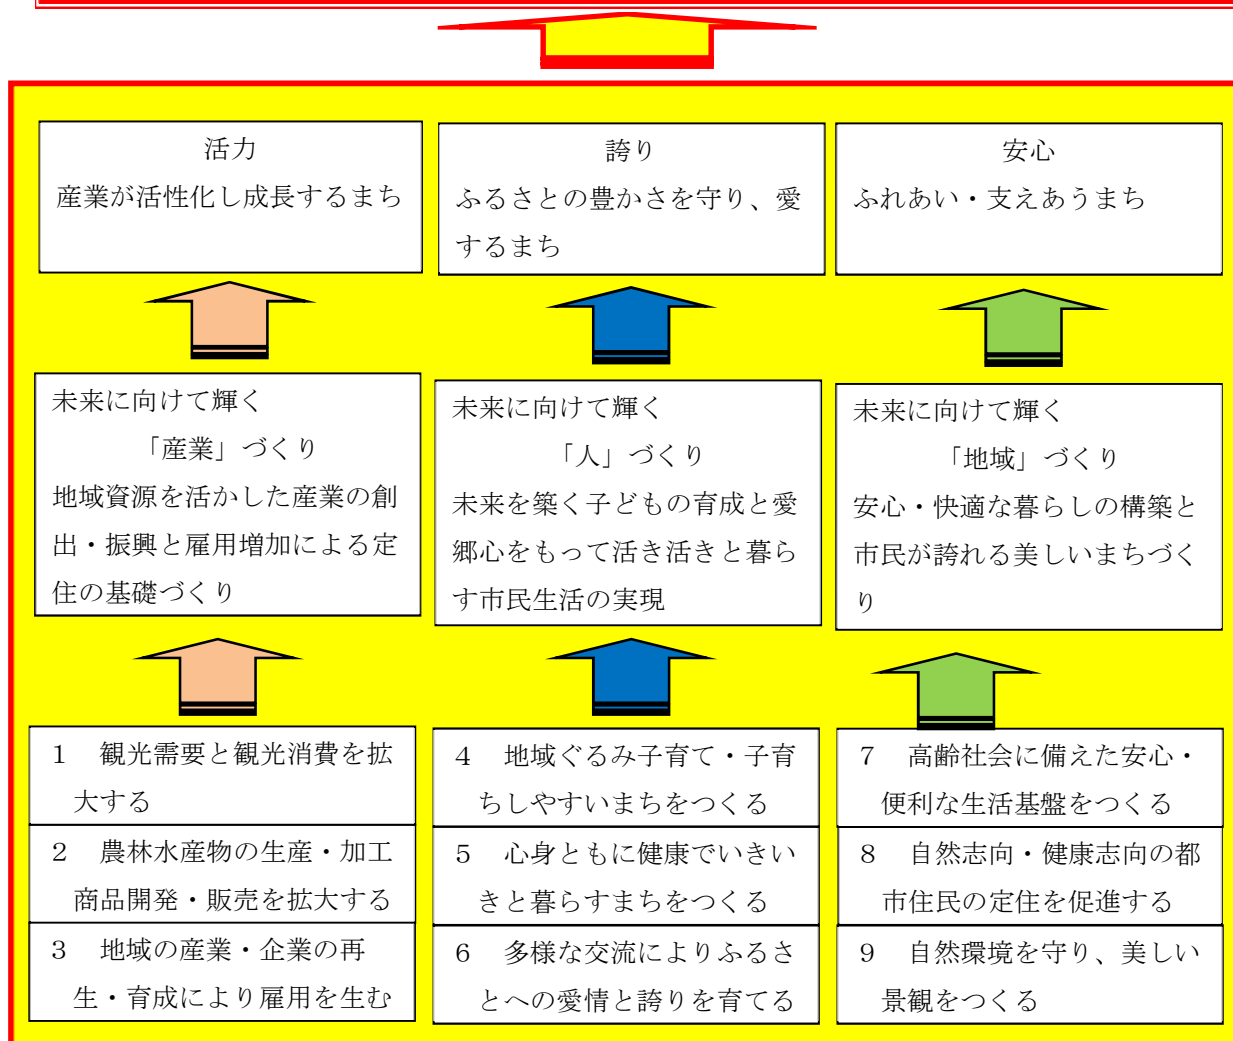 活力
産業が活性化し成長するまち
誇り
ふるさとの豊かさを守り、愛
するまち
安心
ふれあい・支えあうまち
未来に向けて輝く
「産業」づくり
地域資源を活かした産業の創
出・振興と雇用増加による定
住の基礎づくり
未来に向けて輝く
「人」づくり
未来を築く子どもの育成と愛
郷心をもって活き活きと暮ら
す市民生活の実現
未来に向けて輝く
「地域」づくり
安心・快適な暮らしの構築と
市民が誇れる美しいまちづく
り
1　観光需要と観光消費を拡
大する
2　農林水産物の生産・加工
商品開発・販売を拡大する
3　地域の産業・企業の再
生・育成により雇用を生む
4　地域ぐるみ子育て・子育
ちしやすいまちをつくる
5　心身ともに健康でいきい
きと暮らすまちをつくる
6　多様な交流によりふるさ
とへの愛情と誇りを育てる
7　高齢社会に備えた安心・
便利な生活基盤をつくる
8　自然志向・健康志向の都
市住民の定住を促進する
9　自然環境を守り、美しい
景観をつくる